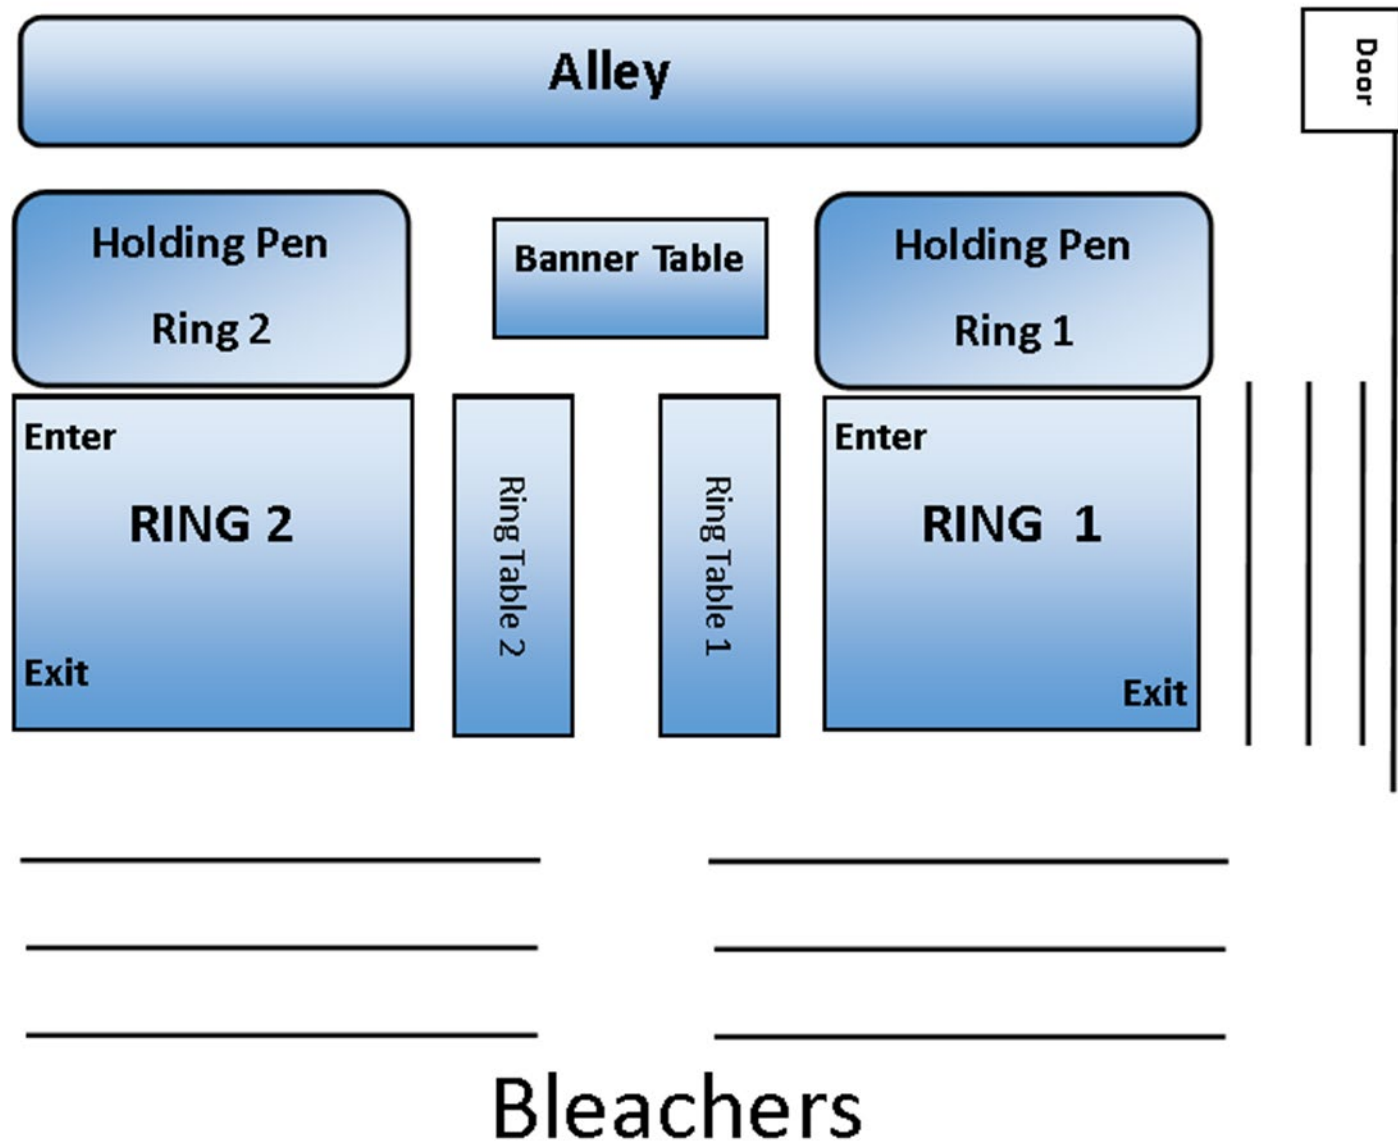 Alley
Door
Holding Pen
Ring 2
Banner Table
Holding Pen
Ring 1
Enter
RING 2
Exit
Ring Table 2
Ring Table 1
Enter
RING 1
Exit
Bleachers